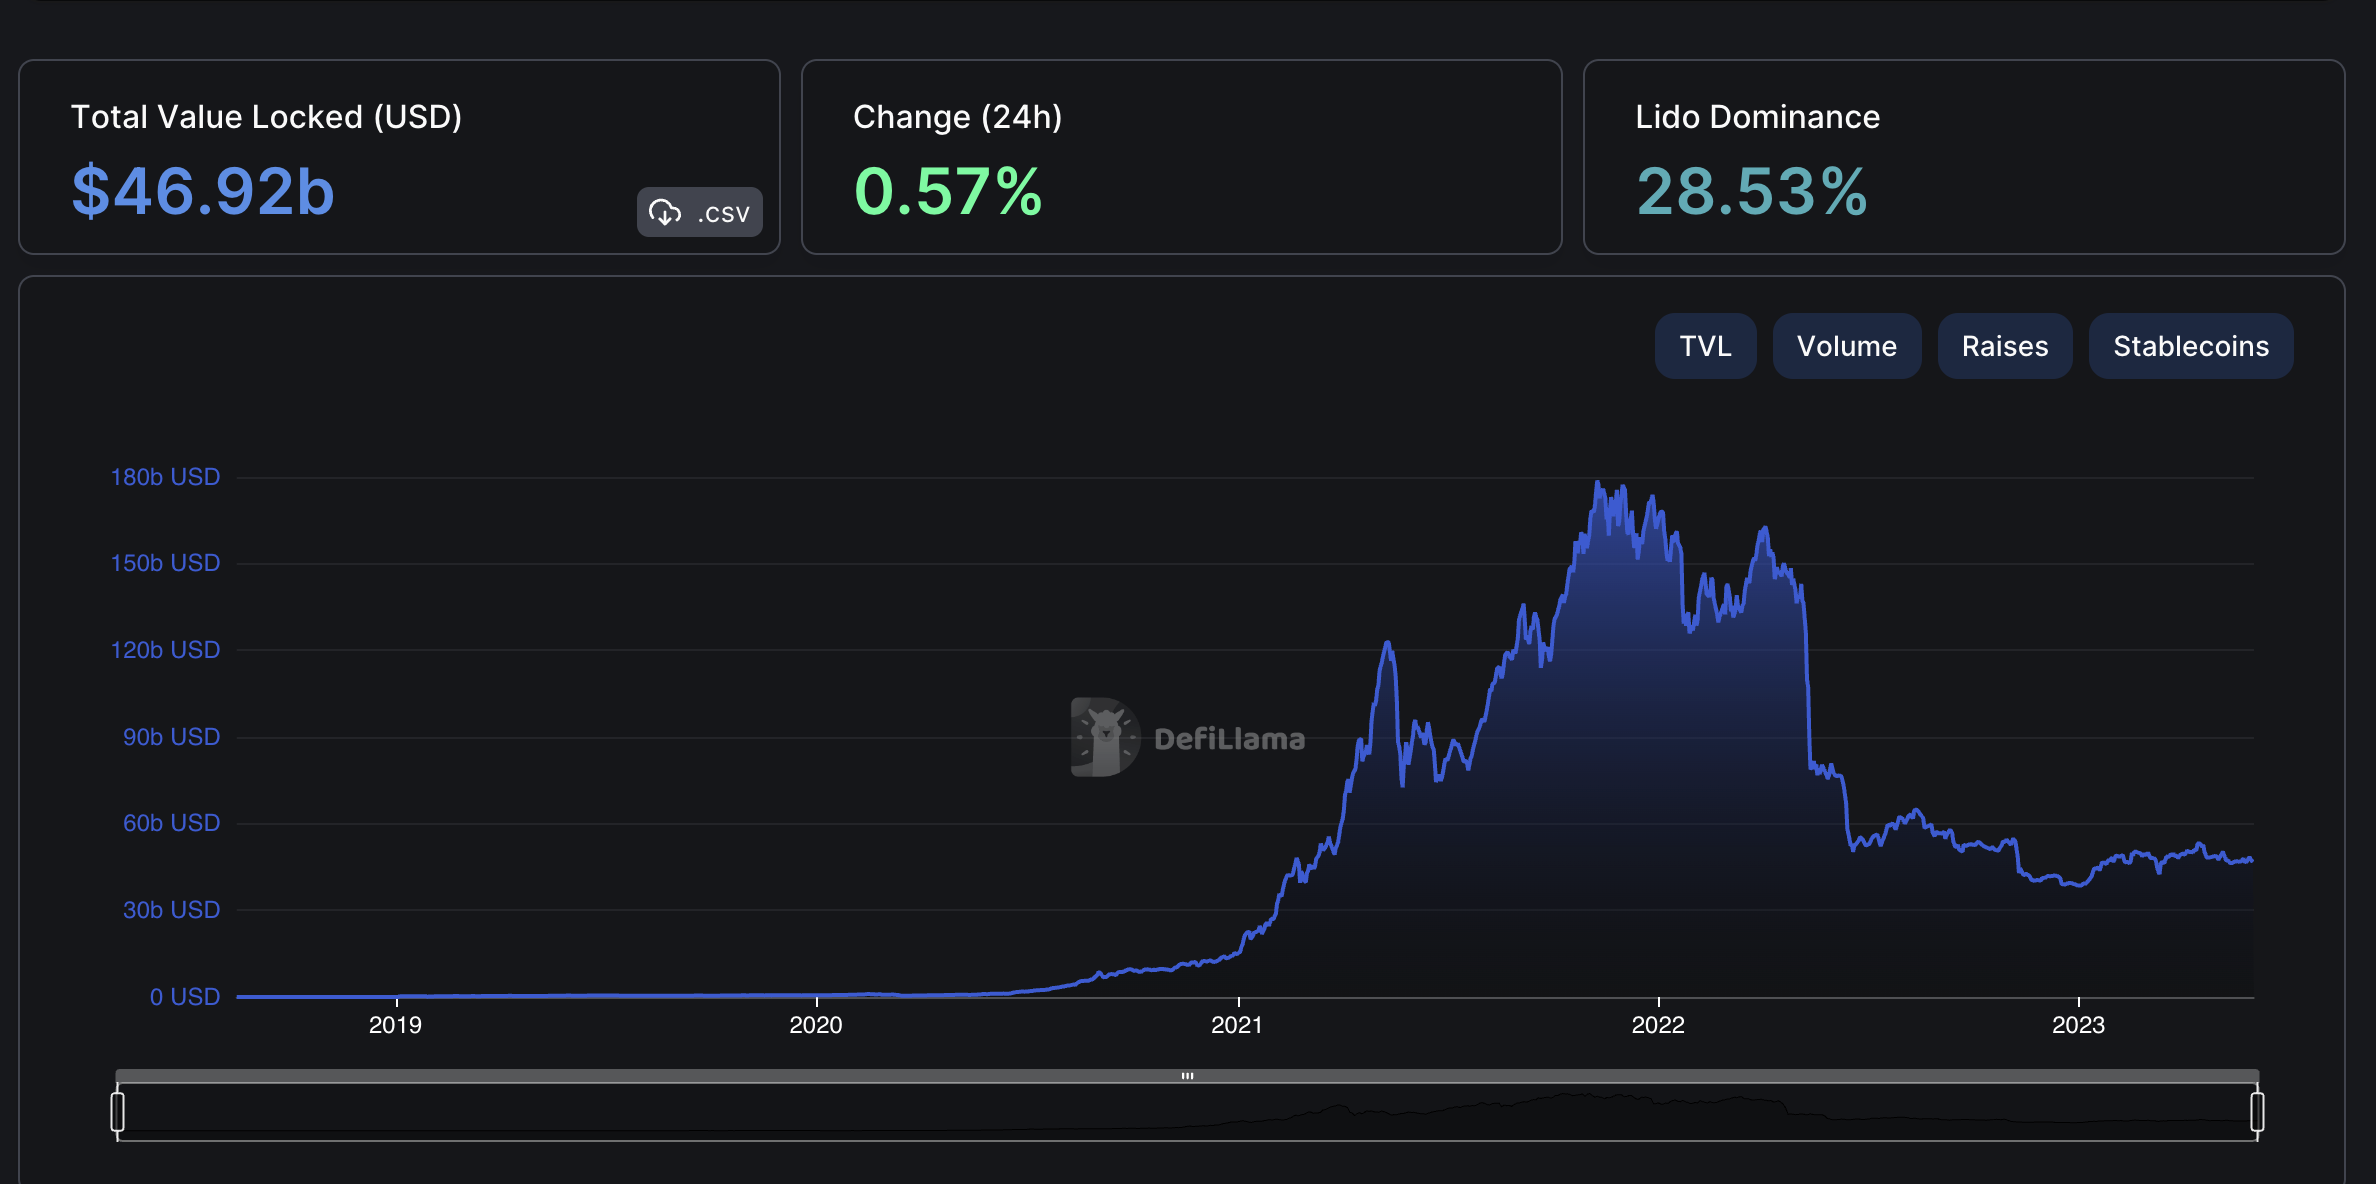 Total Value Locked (USD)
$46.92b
.csv
Change (24h)
0.57%
Lido Dominance
28.53%
TVL
Volume
Raises
Stablecoins
180b USD
150b USD
120b USD
90b USD
60b USD
30b USD
0 USD
DefiLlama
2019
2020
2021
2022
2023